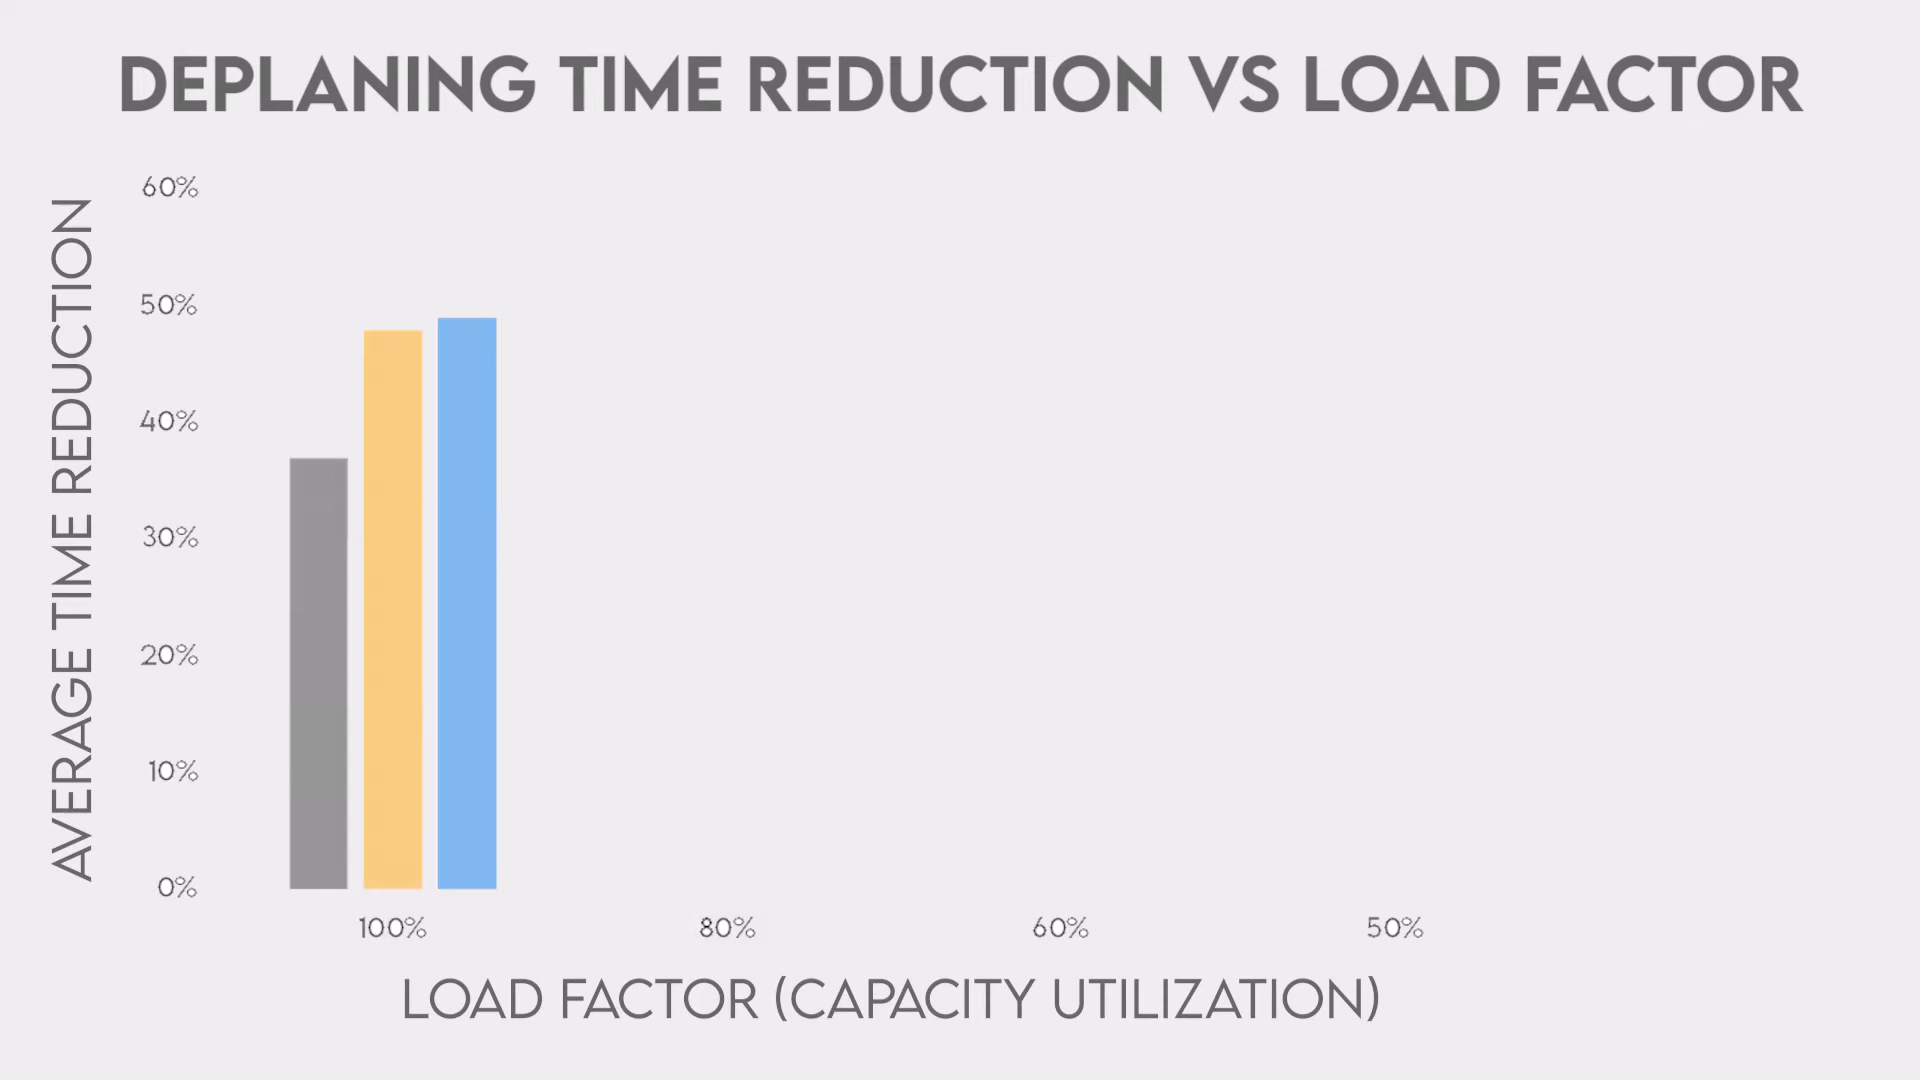 DEPLANING TIME REDUCTION VS LOAD FACTOR
AVERAGE TIME REDUCTION
60%
50%
40%
30%
20%
10%
0%
100% 80% 60% 50%
LOAD FACTOR (CAPACITY UTILIZATION)